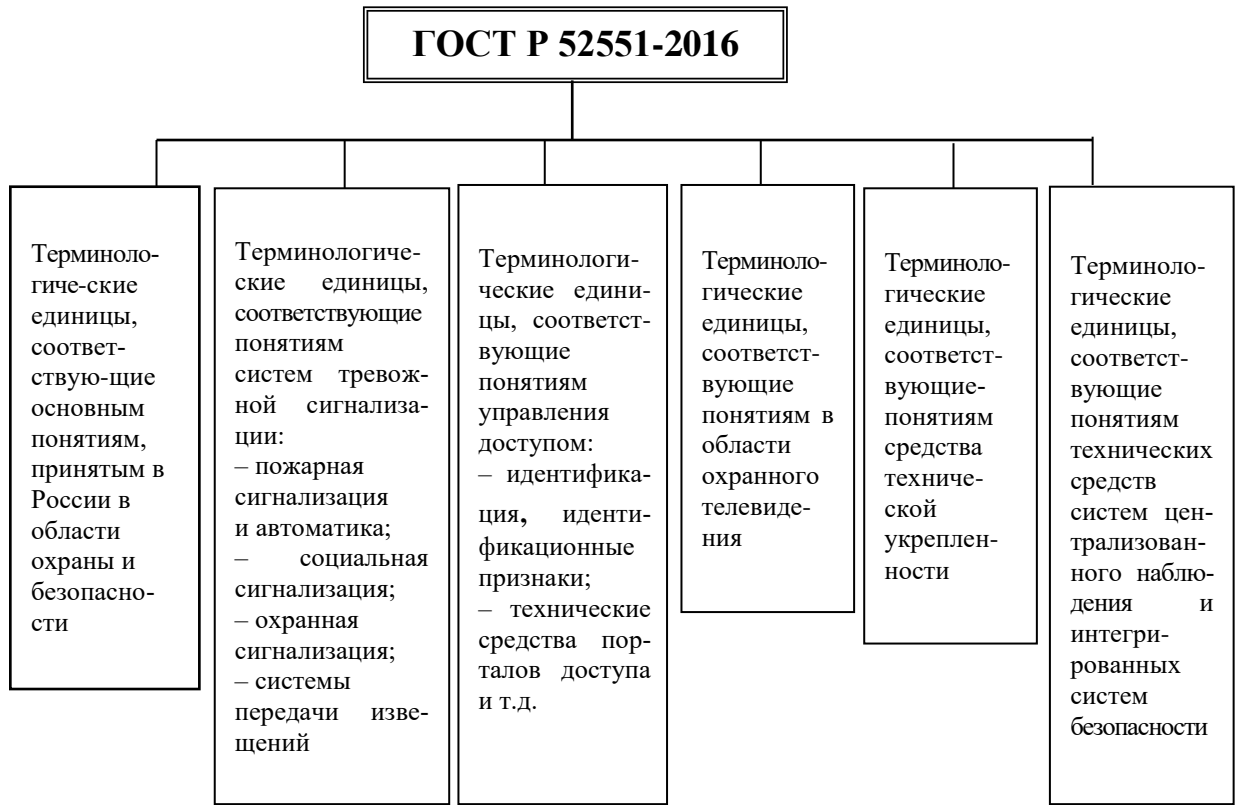 ГОСТ Р 52551-2016
Терминоло-
гиче-ские
единицы,
соответ-
ствую-щие
основным
понятиям,
принятым в
России в
области
охраны и
безопасно-
сти
Терминологиче-
ские единицы,
соответствующие
понятиям
систем тревож-
ной сигнализа-
ции:
– пожарная
сигнализация
и автоматика;
– социальная
сигнализация;
– охранная
сигнализация;
– системы
передачи изве-
щений
Терминологи-
ческие едини-
цы, соответст-
вующие
понятиям
управления
доступом:
– идентифика-
ция, иденти-
фикационные
признаки;
– технические
средства пор-
талов доступа
и т.д.
Терминоло-
гические
единицы,
соответст-
вующие
понятиям в
области
охранного
телевиде-
ния
Терминоло-
гические
единицы,
соответст-
вующие-
понятиям
средства
техниче-
ской
укреплен-
ности
Терминоло-
гические
единицы,
соответст-
вующие
понятиям
технических
средств
систем цен-
трализован-
ного наблю-
дения и
интегри-
рованных
систем
безопасности